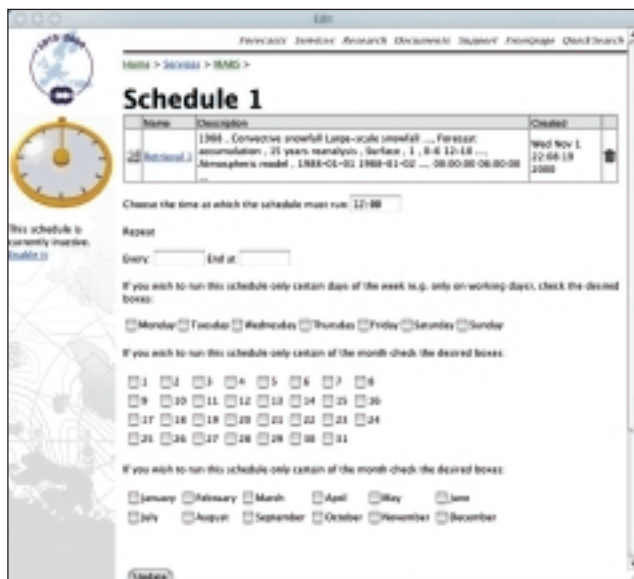 Edit
Forecasts Services Research Documents Support Frontpage QuickSearch
Home > Services > MARS >
Schedule 1
Name Description Created
Retrieval 1
1988 , Convective snowfall Large-scale snowfall ..., Forecast
accumulation , 15 years reanalysis , Surface , 1 , 0-6 12-18 ...,
Atmospheric model , 1988-01-01 1988-01-02 ..., 00:00:00 06:00:00
...
Wed Nov 1
22:08:19
2000
Choose the time at which the schedule must run: 12:00
This schedule is
currently inactive.
Enable it
Repeat
Every: End at:
If you wish to run this schedule only certain days of the week (e.g. only on working days), check the desired
boxes:
Monday Tuesday Wednesday Thursday Friday Saturday Sunday
If you wish to run this schedule only certain of the month check the desired boxes:
1 2 3 4 5 6 7 8
9 10 11 12 13 14 15 16
17 18 19 20 21 22 23 24
25 26 27 28 29 30 31
If you wish to run this schedule only certain of the month check the desired boxes:
January February March April May June
July August September October November December
Update